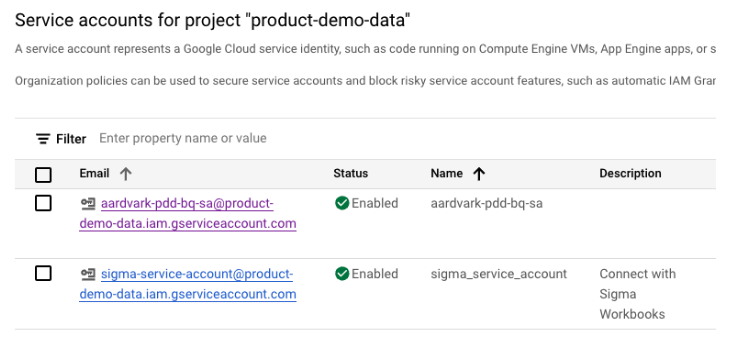 Service accounts for project "product-demo-data"
A service account represents a Google Cloud service identity, such as code running on Compute Engine VMs, App Engine apps, or s
Organization policies can be used to secure service accounts and block risky service account features, such as automatic IAM Grar
Filter Enter property name or value
Email Status Name Description
aardvark-pdd-bq-sa@product- Enabled aardvark-pdd-bq-sa
demo-data.iam.gserviceaccount.com
sigma-service-account@product- Enabled sigma_service_account Connect with
demo-data.iam.gserviceaccount.com Sigma
Workbooks